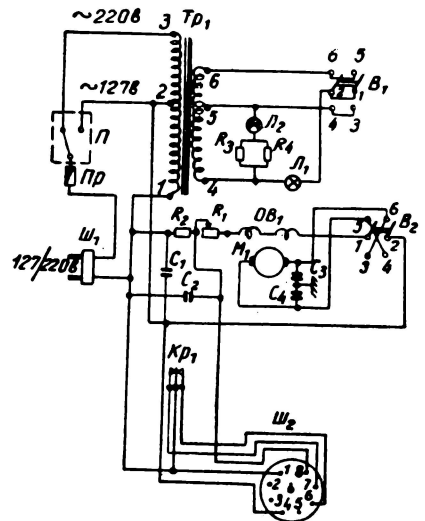 ~220в 3 Тр₁
6 6 5
~127в 2 В₁
5 2 1
Л₂ 4 3
П R₃ R₄
Пр Л₁
1 4
R₂ R₁ ОВ₁ 6 В₂
Ш₁ 5
М₁ 1 2
127/220в С₃ 3 4
С₁ С₄
С₂
Кр₁
Ш₂
1 8
2 7
3 6
4 5